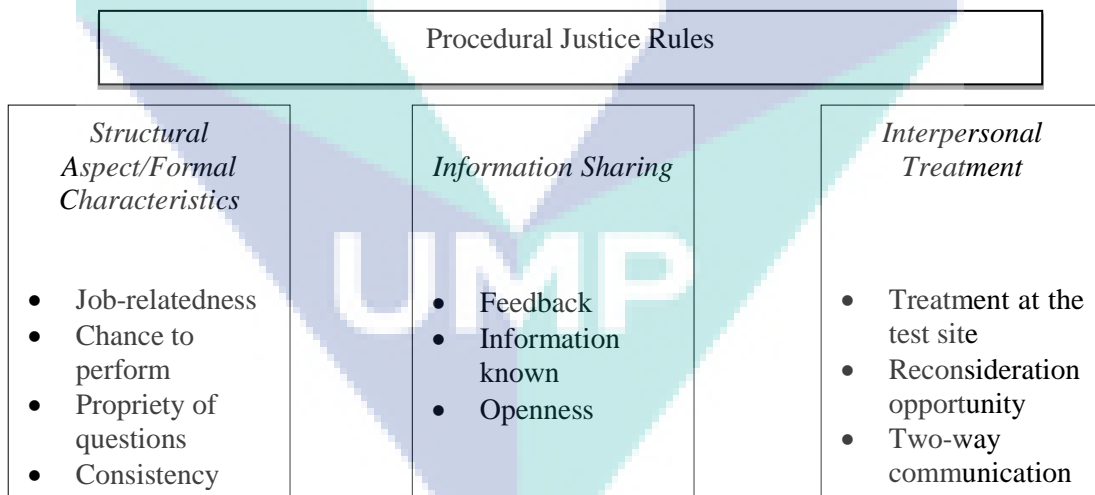 Procedural Justice Rules
Structural
Aspect/Formal
Characteristics
• Job-relatedness
• Chance to
perform
• Propriety of
questions
• Consistency
Information Sharing
• Feedback
• Information
known
• Openness
Interpersonal
Treatment
• Treatment at the
test site
• Reconsideration
opportunity
• Two-way
communication
UMP